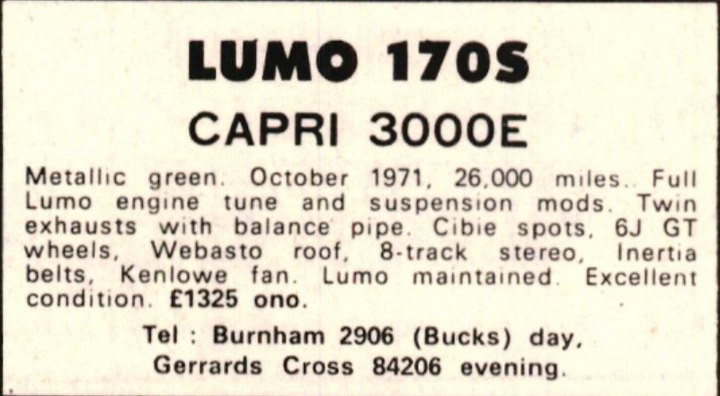 LUMO 170S
CAPRI 3000E
Metallic green. October 1971, 26,000 miles.. Full
Lumo engine tune and suspension mods. Twin
exhausts with balance pipe. Cibie spots, 6J GT
wheels, Webasto roof, 8-track stereo, Inertia
belts, Kenlowe fan. Lumo maintained. Excellent
condition. £1325 ono.
Tel : Burnham 2906 (Bucks) day,
Gerrards Cross 84206 evening.